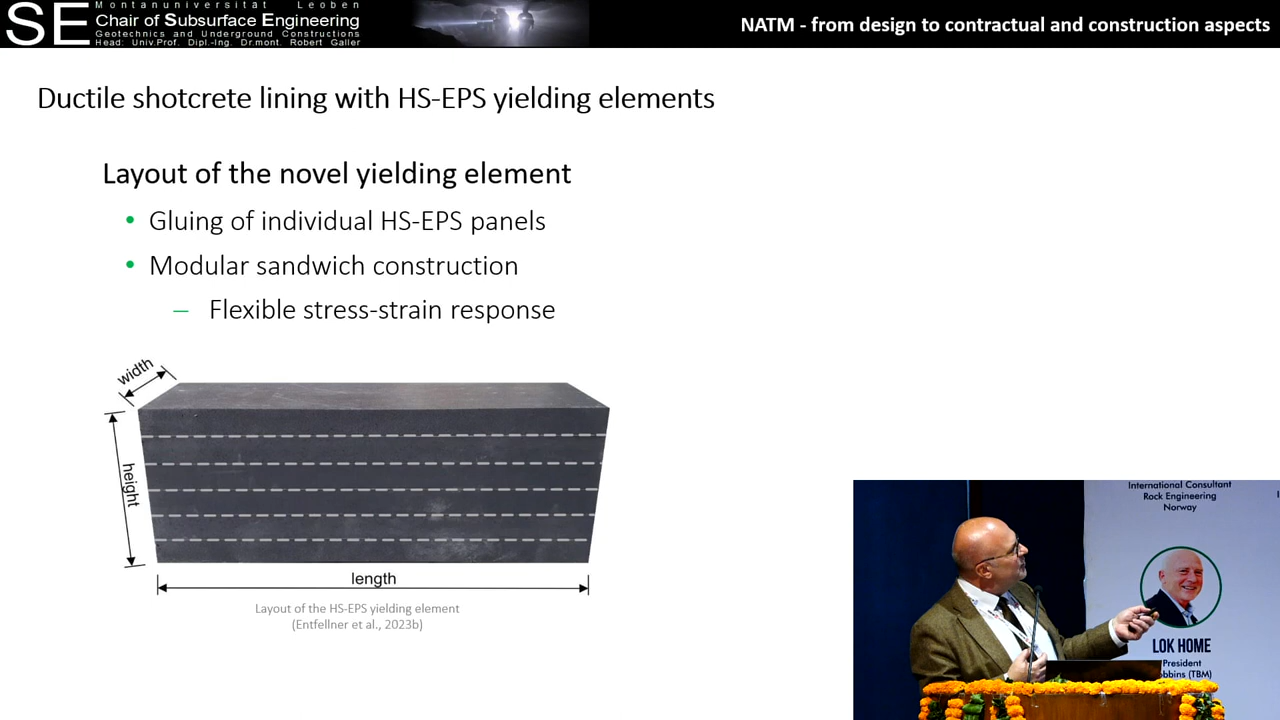 SE
Montanuniversität Leoben
Chair of Subsurface Engineering
Geotechnics and Underground Constructions
Head: Univ.Prof. Dipl.-Ing. Dr.mont. Robert Galler
NATM - from design to contractual and construction aspects
Ductile shotcrete lining with HS-EPS yielding elements
Layout of the novel yielding element
• Gluing of individual HS-EPS panels
• Modular sandwich construction
– Flexible stress-strain response
width
height
length
Layout of the HS-EPS yielding element
(Entfellner et al., 2023b)
International Consultant
Rock Engineering
Norway
LOK HOME
President
bbins (TBM)